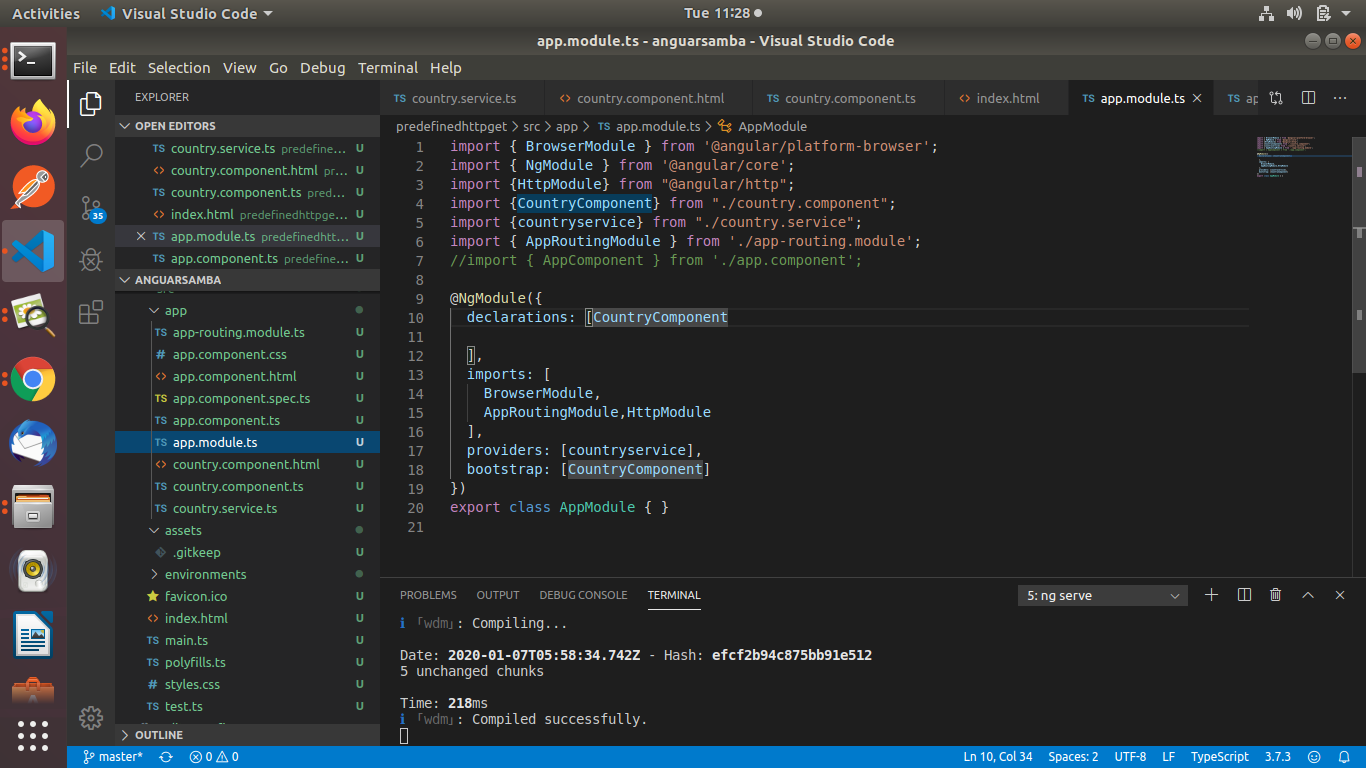 Activities
Visual Studio Code
Tue 11:28
app.module.ts - anguarsamba - Visual Studio Code
File Edit Selection View Go Debug Terminal Help
EXPLORER
OPEN EDITORS
TS country.service.ts predefine...
<> country.component.html pr...
TS country.component.ts pred...
<> index.html predefinedhttpge...
TS app.module.ts predefinedhtt...
TS app.component.ts predefine...
35
ANGUARSAMBA
app
TS app-routing.module.ts U
# app.component.css U
<> app.component.html U
TS app.component.spec.ts U
TS app.component.ts U
TS app.module.ts U
<> country.component.html U
TS country.component.ts U
TS country.service.ts U
assets
.gitkeep U
environments
favicon.ico U
<> index.html U
TS main.ts U
TS polyfills.ts U
# styles.css U
TS test.ts U
OUTLINE
TS country.service.ts
<> country.component.html
TS country.component.ts
<> index.html
TS app.module.ts
TS ap
predefinedhttpget > src > app > TS app.module.ts > AppModule
1 import { BrowserModule } from '@angular/platform-browser';
2 import { NgModule } from '@angular/core';
3 import {HttpModule} from "@angular/http";
4 import {CountryComponent} from "./country.component";
5 import {countryservice} from "./country.service";
6 import { AppRoutingModule } from './app-routing.module';
7 //import { AppComponent } from './app.component';
8
9 @NgModule({
10 declarations: [CountryComponent
11
12 ],
13 imports: [
14 BrowserModule,
15 AppRoutingModule,HttpModule
16 ],
17 providers: [countryservice],
18 bootstrap: [CountryComponent]
19 })
20 export class AppModule { }
21
PROBLEMS OUTPUT DEBUG CONSOLE TERMINAL
5: ng serve
ℹ ｢wdm｣: Compiling...
Date: 2020-01-07T05:58:34.742Z - Hash: efcf2b94c875bb91e512
5 unchanged chunks
Time: 218ms
ℹ ｢wdm｣: Compiled successfully.
master* 0 0
Ln 10, Col 34 Spaces: 2 UTF-8 LF TypeScript 3.7.3